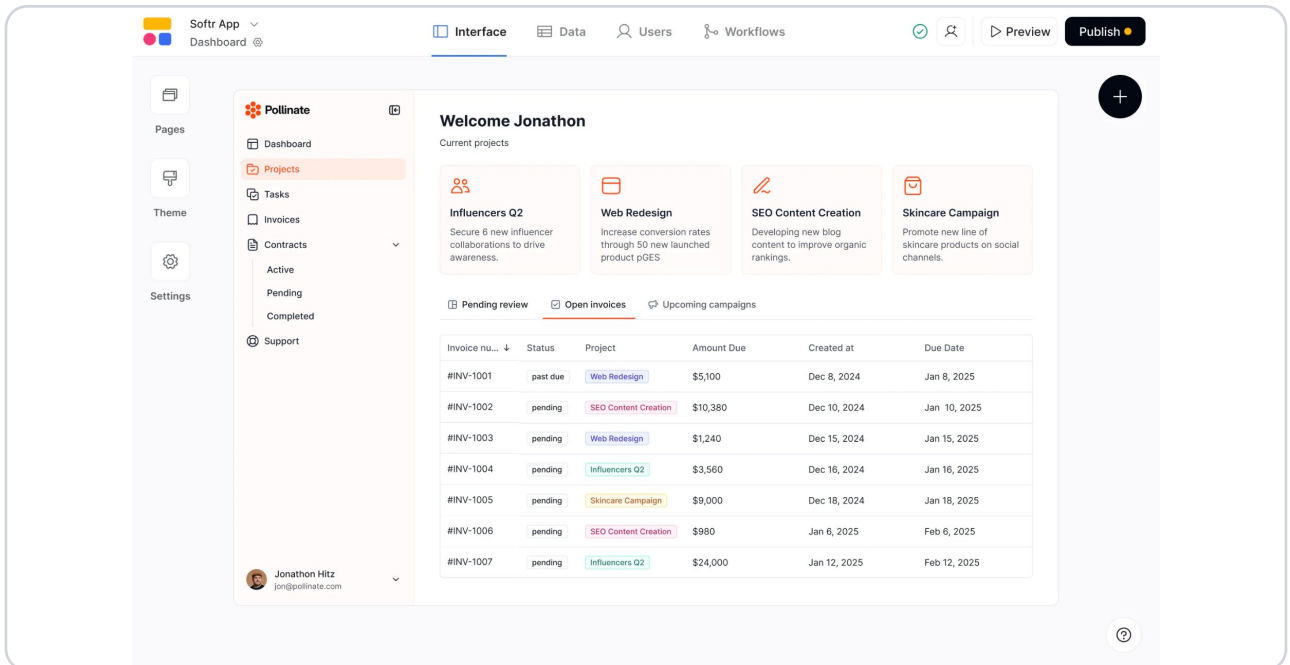 Softr App
Dashboard
Interface
Data
Users
Workflows
Preview
Publish
Pages
Theme
Settings
Pollinate
Dashboard
Projects
Tasks
Invoices
Contracts
Active
Pending
Completed
Support
Jonathon Hitz
jon@pollinate.com
Welcome Jonathon
Current projects
Influencers Q2
Secure 6 new influencer
collaborations to drive
awareness.
Web Redesign
Increase conversion rates
through 50 new launched
product pGES
SEO Content Creation
Developing new blog
content to improve organic
rankings.
Skincare Campaign
Promote new line of
skincare products on social
channels.
Pending review
Open invoices
Upcoming campaigns
Invoice nu... ↓ Status Project Amount Due Created at Due Date
#INV-1001 past due Web Redesign $5,100 Dec 8, 2024 Jan 8, 2025
#INV-1002 pending SEO Content Creation $10,380 Dec 10, 2024 Jan 10, 2025
#INV-1003 pending Web Redesign $1,240 Dec 15, 2024 Jan 15, 2025
#INV-1004 pending Influencers Q2 $3,560 Dec 16, 2024 Jan 16, 2025
#INV-1005 pending Skincare Campaign $9,000 Dec 18, 2024 Jan 18, 2025
#INV-1006 pending SEO Content Creation $980 Jan 6, 2025 Feb 6, 2025
#INV-1007 pending Influencers Q2 $24,000 Jan 12, 2025 Feb 12, 2025